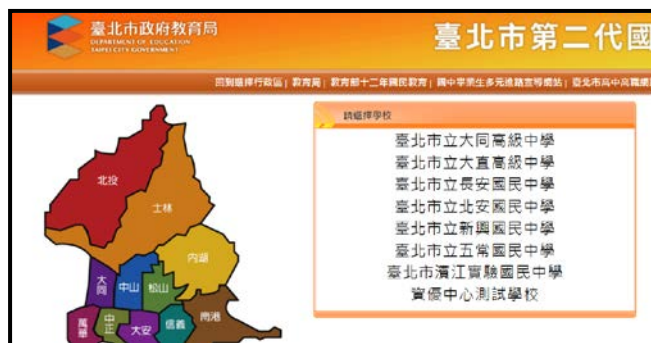 臺北市政府教育局
DEPARTMENT OF EDUCATION
TAIPEI CITY GOVERNMENT
臺北市第二代國
回到選擇行政區 | 教育局 | 教育部十二年國民教育 | 國中畢業生多元進路宣導網站 | 臺北市高中高職網
請選擇學校
臺北市立大同高級中學
臺北市立大直高級中學
臺北市立長安國民中學
臺北市立北安國民中學
臺北市立新興國民中學
臺北市立五常國民中學
臺北市濱江實驗國民中學
資優中心測試學校
北投
士林
內湖
大同
中山
松山
南港
萬華
中正
大安
信義